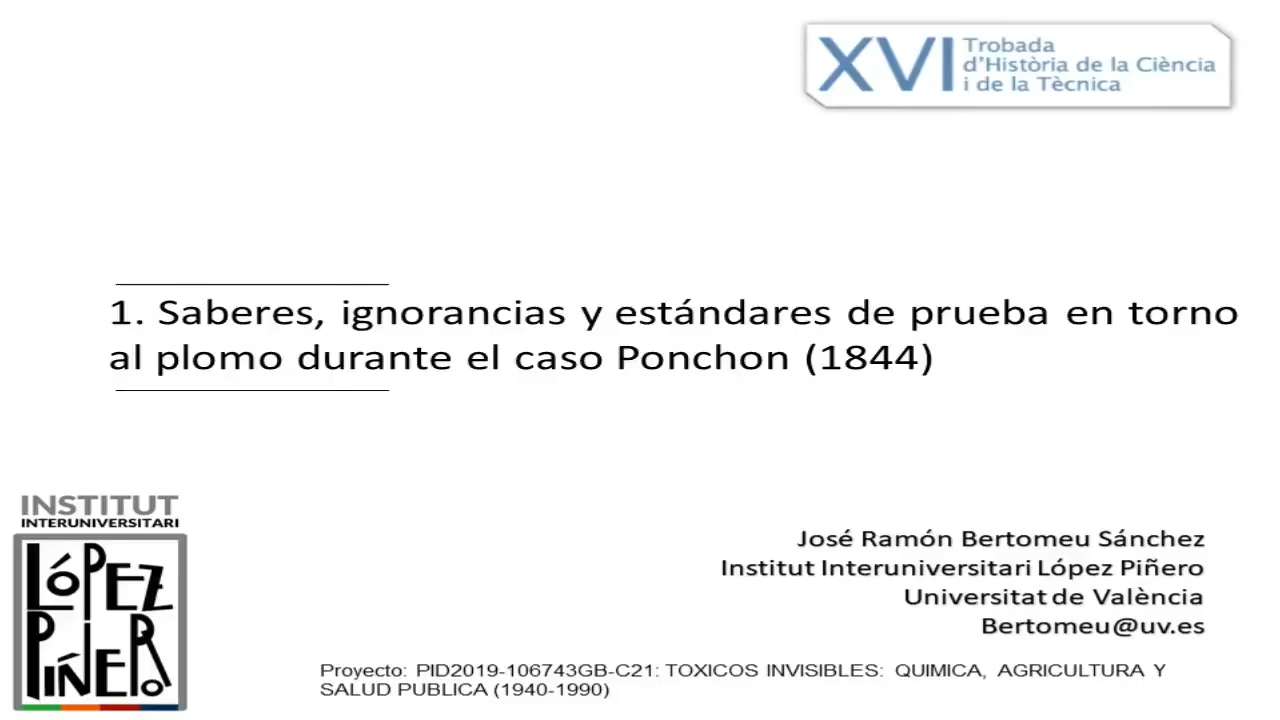 XVI Trobada
d'Història de la Ciència
i de la Tècnica
1. Saberes, ignorancias y estándares de prueba en torno
al plomo durante el caso Ponchon (1844)
INSTITUT
INTERUNIVERSITARI
LÓPEZ
PIÑERO
José Ramón Bertomeu Sánchez
Institut Interuniversitari López Piñero
Universitat de València
Bertomeu@uv.es
Proyecto: PID2019-106743GB-C21: TOXICOS INVISIBLES: QUIMICA, AGRICULTURA Y
SALUD PUBLICA (1940-1990)